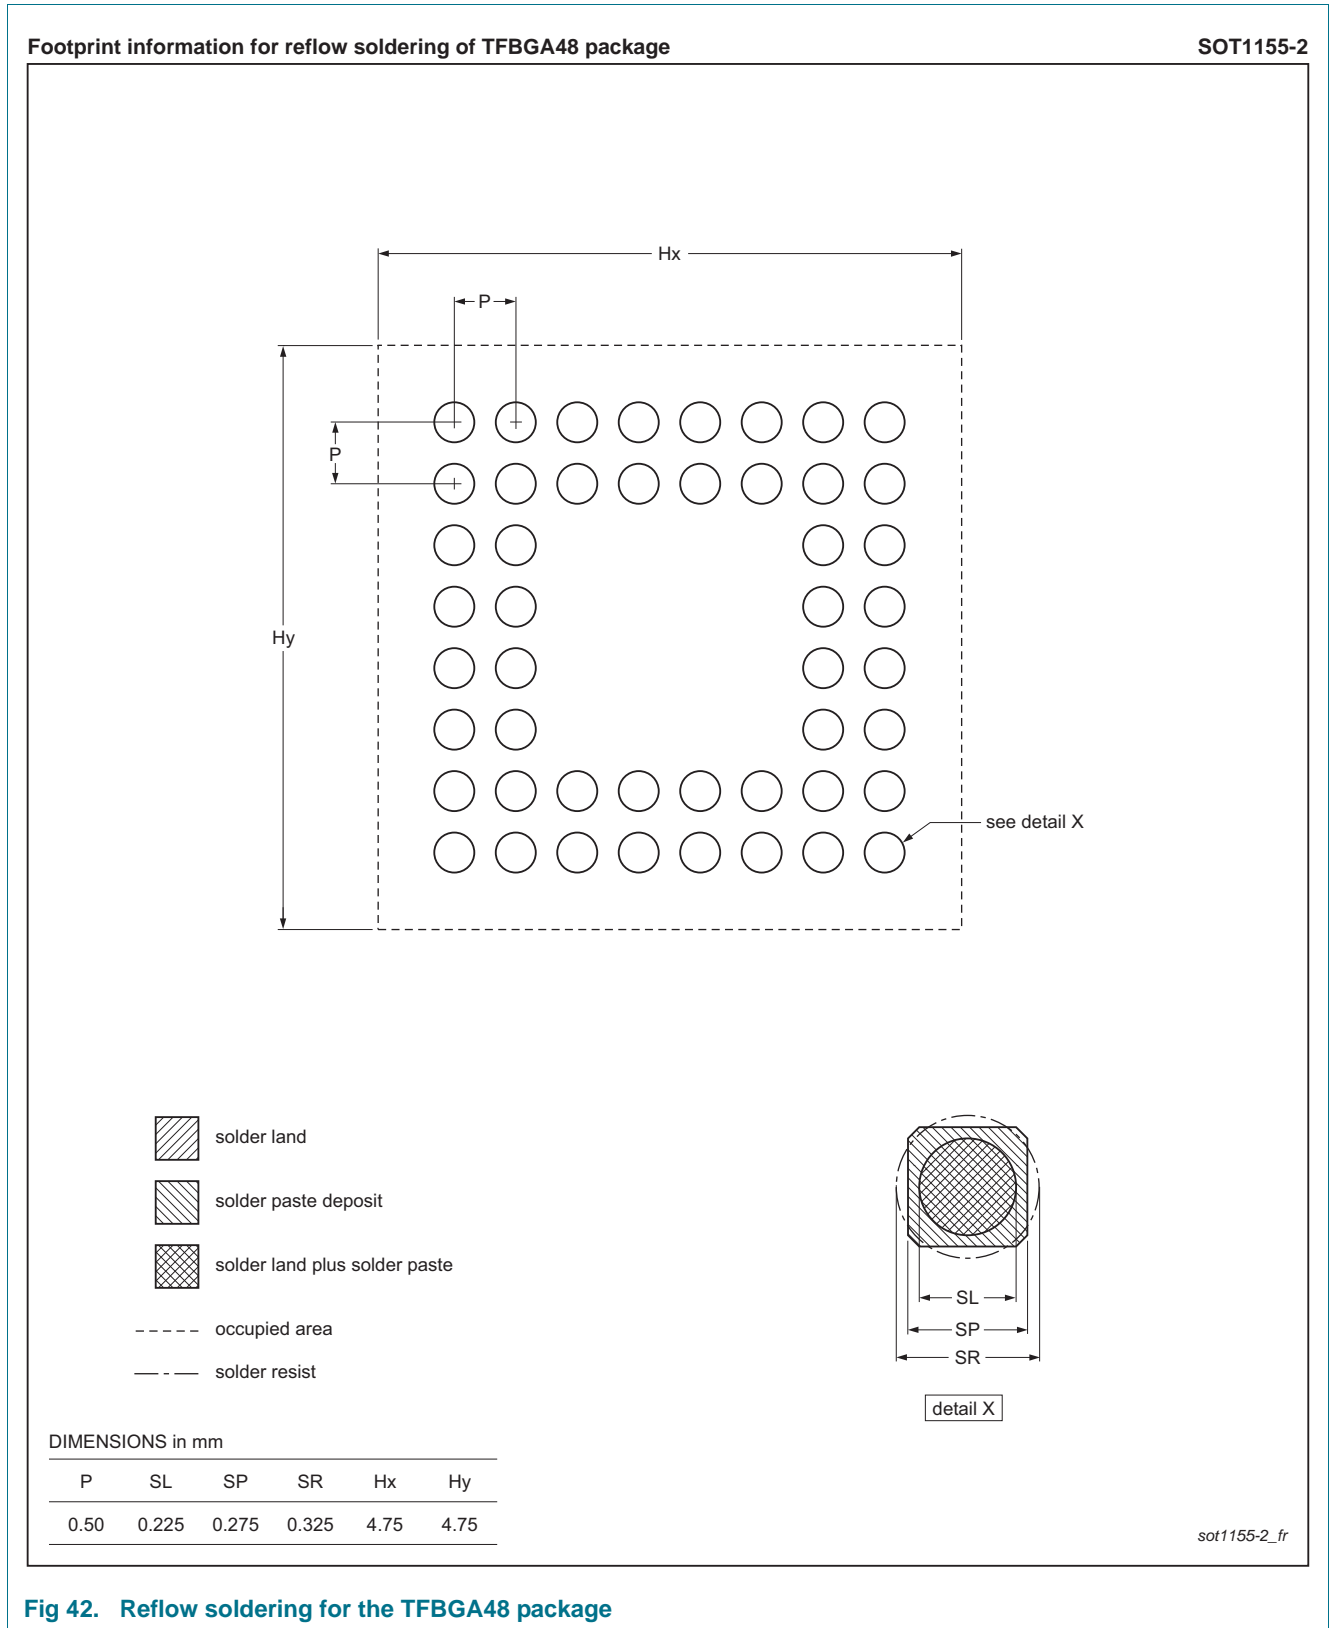 Footprint information for reflow soldering of TFBGA48 package SOT1155-2
Hx
P
P
Hy
see detail X
solder land
solder paste deposit
solder land plus solder paste
occupied area
solder resist
SL
SP
SR
detail X
DIMENSIONS in mm
P SL SP SR Hx Hy
0.50 0.225 0.275 0.325 4.75 4.75
sot1155-2_fr
Fig 42. Reflow soldering for the TFBGA48 package